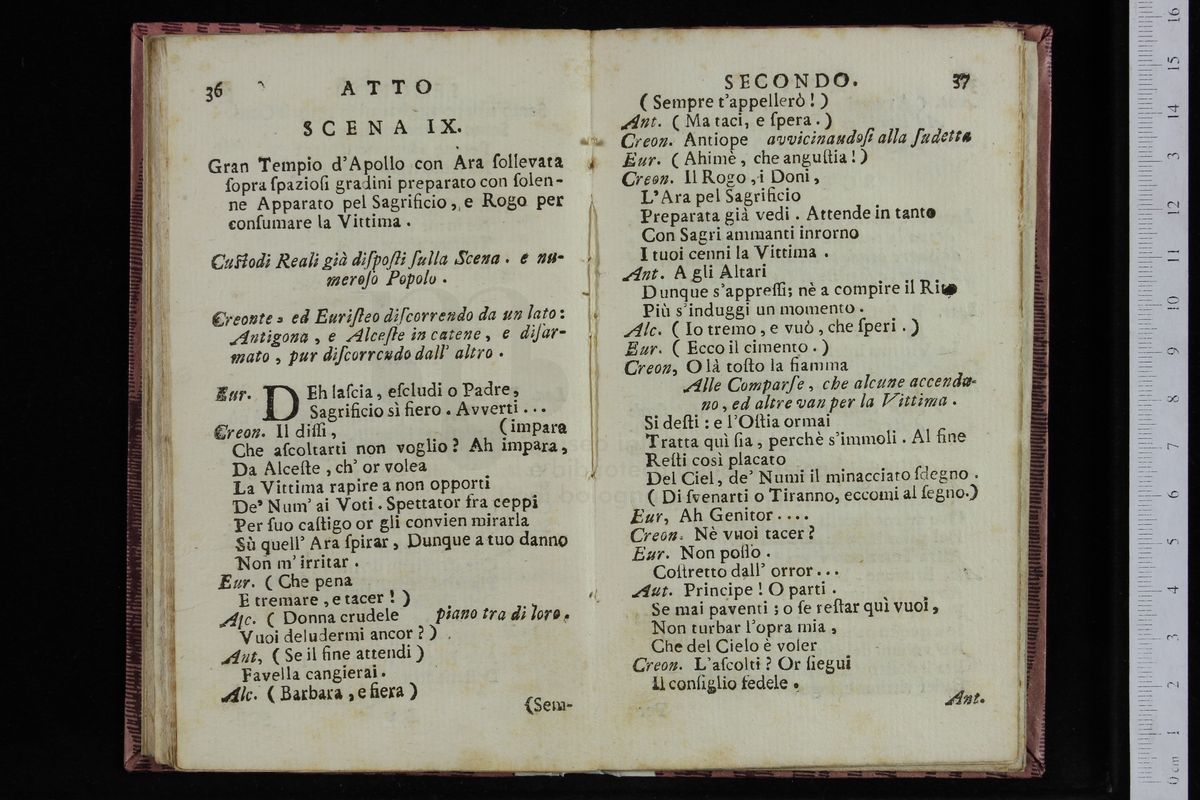 36 ATTO
SCENA IX.
Gran Tempio d'Apollo con Ara ſollevata
ſopra ſpazioſi gradini preparato con ſolen-
ne Apparato pel Sagrificio, e Rogo per
conſumare la Vittima.
Cuſtodi Reali già diſpoſti ſulla Scena. e nu-
meroſo Popolo.
Creonte, ed Euriſteo diſcorrendo da un lato:
Antigona, e Alceſte in catene, e diſar-
mato, pur diſcorrendo dall' altro.
Eur. DEh laſcia, eſcludi o Padre,
Sagrificio sì fiero. Avverti...
Creon. Il diſſi, (impara
Che aſcoltarti non voglio? Ah impara,
Da Alceſte, ch' or volea
La Vittima rapire a non opporti
De' Num' ai Voti. Spettator fra ceppi
Per ſuo caſtigo or gli convien mirarla
Sù quell' Ara ſpirar, Dunque a tuo danno
Non m' irritar.
Eur. (Che pena
E tremare, e tacer!)
Alc. (Donna crudele piano tra di loro.
Vuoi deludermi ancor?)
Ant, (Se il fine attendi)
Favella cangierai.
Alc. (Barbara, e fiera)
(Sem-
SECONDO. 37
(Sempre t'appellerò!)
Ant. (Ma taci, e ſpera.)
Creon. Antiope avvicinaudoſi alla ſudetta
Eur. (Ahimè, che anguſtia!)
Creon. Il Rogo, i Doni,
L'Ara pel Sagrificio
Preparata già vedi. Attende in tanto
Con Sagri ammanti inrorno
I tuoi cenni la Vittima.
Ant. A gli Altari
Dunque s'appreſſi; nè a compire il Rito
Più s'induggi un momento.
Alc. (Io tremo, e vuò, che ſperi.)
Eur. (Ecco il cimento.)
Creon, O là toſto la fiamma
Alle Comparſe, che alcune accenda-
no, ed altre van per la Vittima.
Si deſti: e l'Oſtia ormai
Tratta quì ſia, perchè s'immoli. Al fine
Reſti così placato
Del Ciel, de' Numi il minacciato ſdegno.
(Di ſvenarti o Tiranno, eccomi al ſegno.)
Eur, Ah Genitor....
Creon. Nè vuoi tacer?
Eur. Non poſſo.
Coſtretto dall' orror...
Aut. Principe! O parti.
Se mai paventi; o ſe reſtar quì vuoi,
Non turbar l'opra mia,
Che del Cielo è voler
Creon. L'aſcolti? Or ſiegui
Il conſiglio fedele.
Ant.